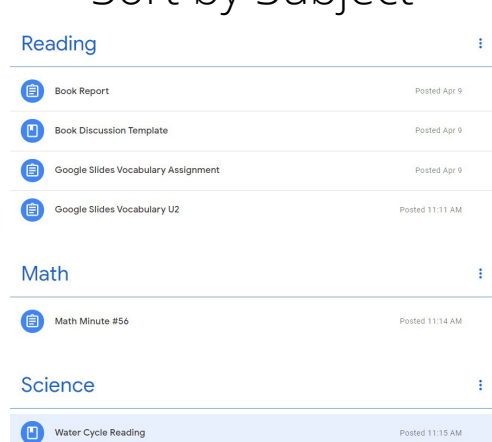 Sort by Subject
Reading
Book Report Posted Apr 9
Book Discussion Template Posted Apr 9
Google Slides Vocabulary Assignment Posted Apr 9
Google Slides Vocabulary U2 Posted 11:11 AM
Math
Math Minute #56 Posted 11:14 AM
Science
Water Cycle Reading Posted 11:15 AM